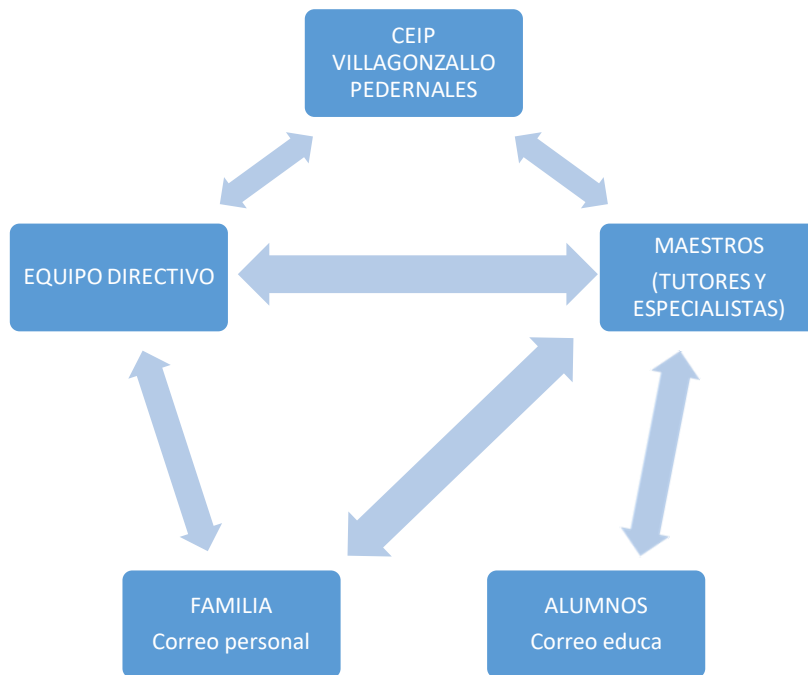 CEIP
VILLAGONZALLO
PEDERNALES
EQUIPO DIRECTIVO
MAESTROS
(TUTORES Y
ESPECIALISTAS)
FAMILIA
Correo personal
ALUMNOS
Correo educa